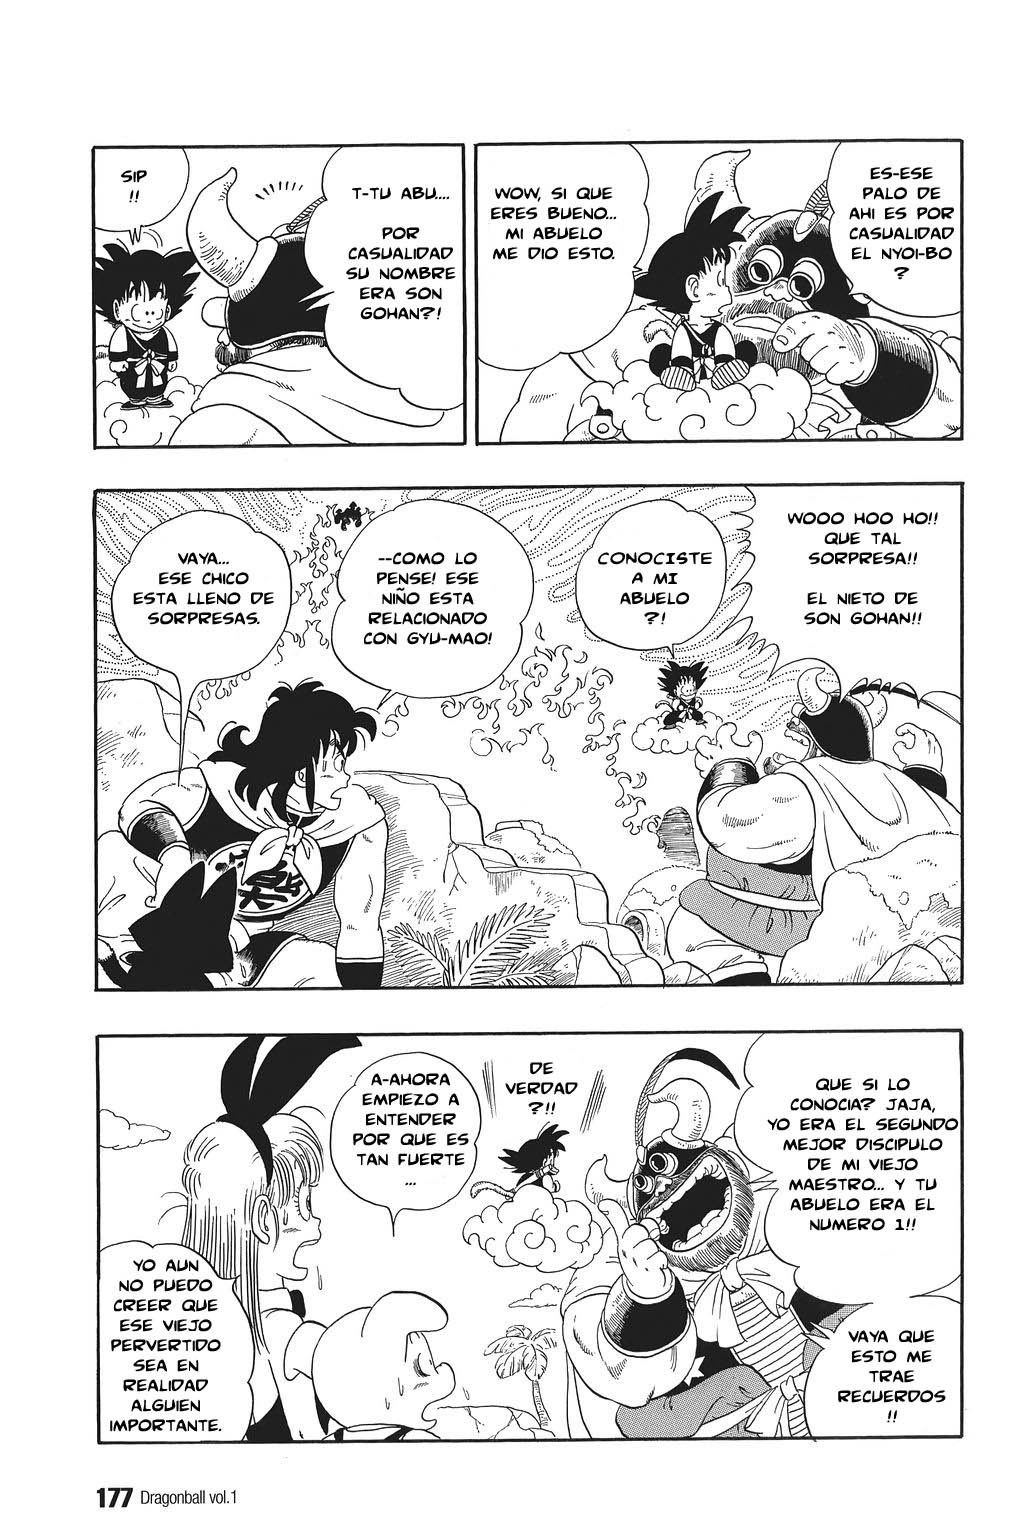 ES-ESE
PALO DE
AHI ES POR
CASUALIDAD
EL NYOI-BO
?
WOW, SI QUE
ERES BUENO...
MI ABUELO
ME DIO ESTO.
T-TU ABU....
POR
CASUALIDAD
SU NOMBRE
ERA SON
GOHAN?!
SIP
!!
WOOO HOO HO!!
QUE TAL
SORPRESA!!
EL NIETO DE
SON GOHAN!!
CONOCISTE
A MI
ABUELO
?!
--COMO LO
PENSE! ESE
NIÑO ESTA
RELACIONADO
CON GYU-MAO!
VAYA...
ESE CHICO
ESTA LLENO DE
SORPRESAS.
QUE SI LO
CONOCIA? JAJA,
YO ERA EL SEGUNDO
MEJOR DISCIPULO
DE MI VIEJO
MAESTRO... Y TU
ABUELO ERA EL
NUMERO 1!!
VAYA QUE
ESTO ME
TRAE
RECUERDOS
!!
DE
VERDAD
?!!
A-AHORA
EMPIEZO A
ENTENDER
POR QUE ES
TAN FUERTE
...
YO AUN
NO PUEDO
CREER QUE
ESE VIEJO
PERVERTIDO
SEA EN
REALIDAD
ALGUIEN
IMPORTANTE.
177 Dragonball vol.1